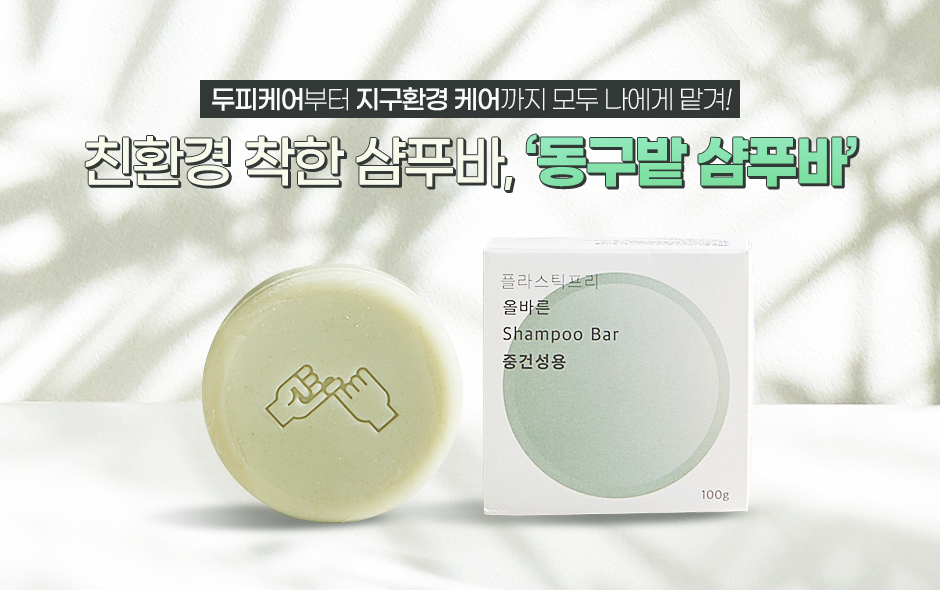 두피케어부터 지구환경 케어까지 모두 나에게 맡겨!
친환경 착한 샴푸바, ‘동구밭 샴푸바’
플라스틱프리
올바른
Shampoo Bar
중건성용
100g